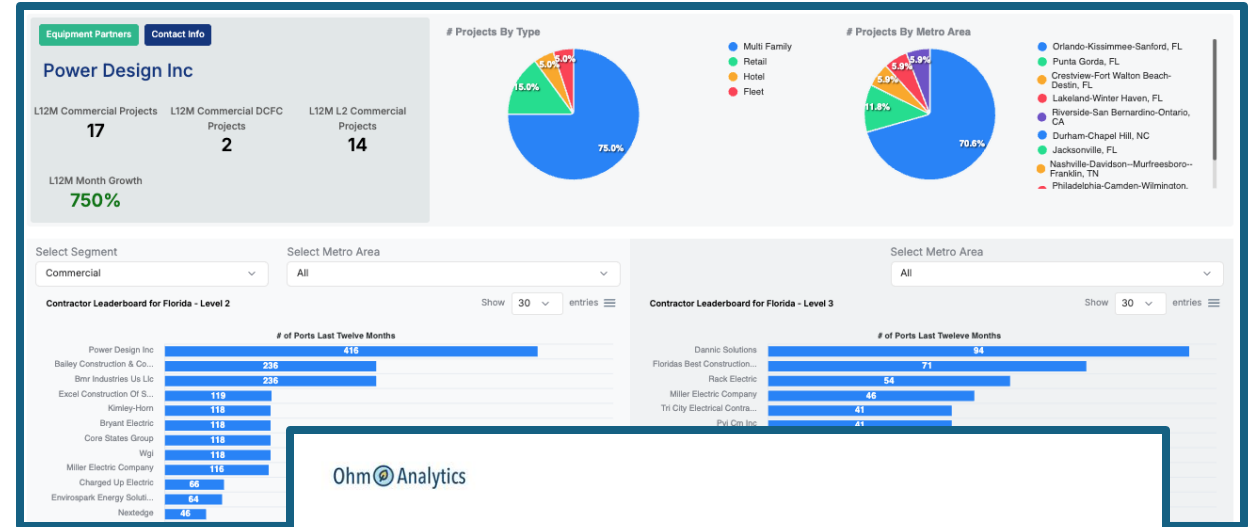 Equipment Partners
Contact Info
Power Design Inc
L12M Commercial Projects
17
L12M Commercial DCFC
Projects
2
L12M L2 Commercial
Projects
14
L12M Month Growth
750%
# Projects By Type
5.0%
5.0%
15.0%
75.0%
Multi Family
Retail
Hotel
Fleet
# Projects By Metro Area
5.9%
5.9%
5.9%
11.8%
70.6%
Orlando-Kissimmee-Sanford, FL
Punta Gorda, FL
Crestview-Fort Walton Beach-
Destin, FL
Lakeland-Winter Haven, FL
Riverside-San Bernardino-Ontario,
CA
Durham-Chapel Hill, NC
Jacksonville, FL
Nashville-Davidson--Murfreesboro--
Franklin, TN
Philadelphia-Camden-Wilmington,
Select Segment
Commercial
Select Metro Area
All
Contractor Leaderboard for Florida - Level 2
Show 30 entries
# of Ports Last Twelve Months
Power Design Inc 416
Bailey Construction & Co... 236
Bmr Industries Us Llc 236
Excel Construction Of S... 119
Kimley-Horn 118
Bryant Electric 118
Core States Group 118
Wgi 118
Miller Electric Company 116
Charged Up Electric 66
Envirospark Energy Soluti... 64
Nextedge 46
Select Metro Area
All
Contractor Leaderboard for Florida - Level 3
Show 30 entries
# of Ports Last Tweleve Months
Dannic Solutions 94
Floridas Best Construction... 71
Rack Electric 54
Miller Electric Company 46
Tri City Electrical Contra... 41
Pvi Cm Inc 41
Ohm Analytics